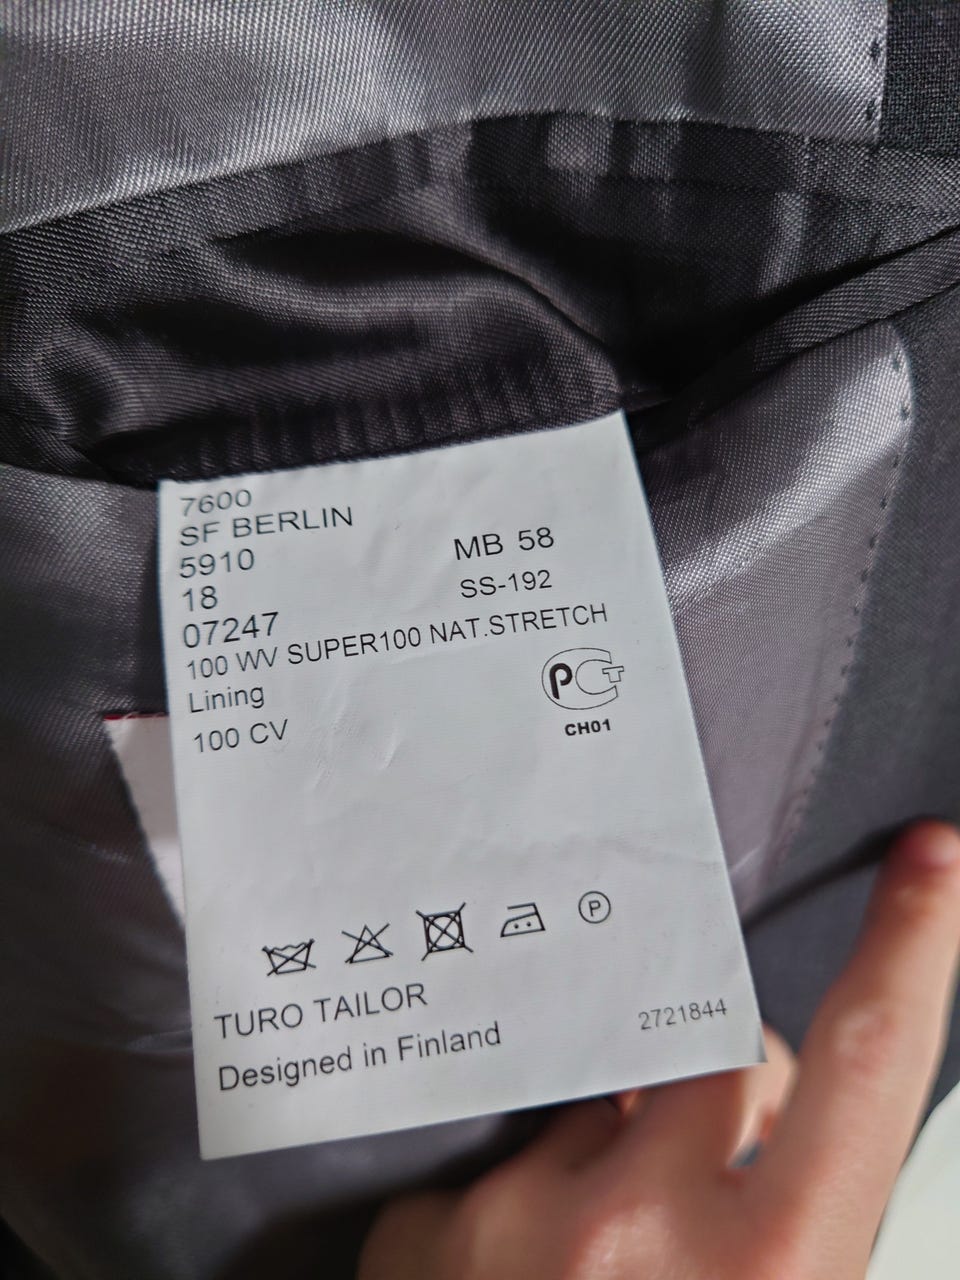 7600
SF BERLIN
5910 MB 58
18 SS-192
07247
100 WV SUPER100 NAT.STRETCH
Lining
100 CV
PCT
CH01
P
TURO TAILOR
Designed in Finland
2721844